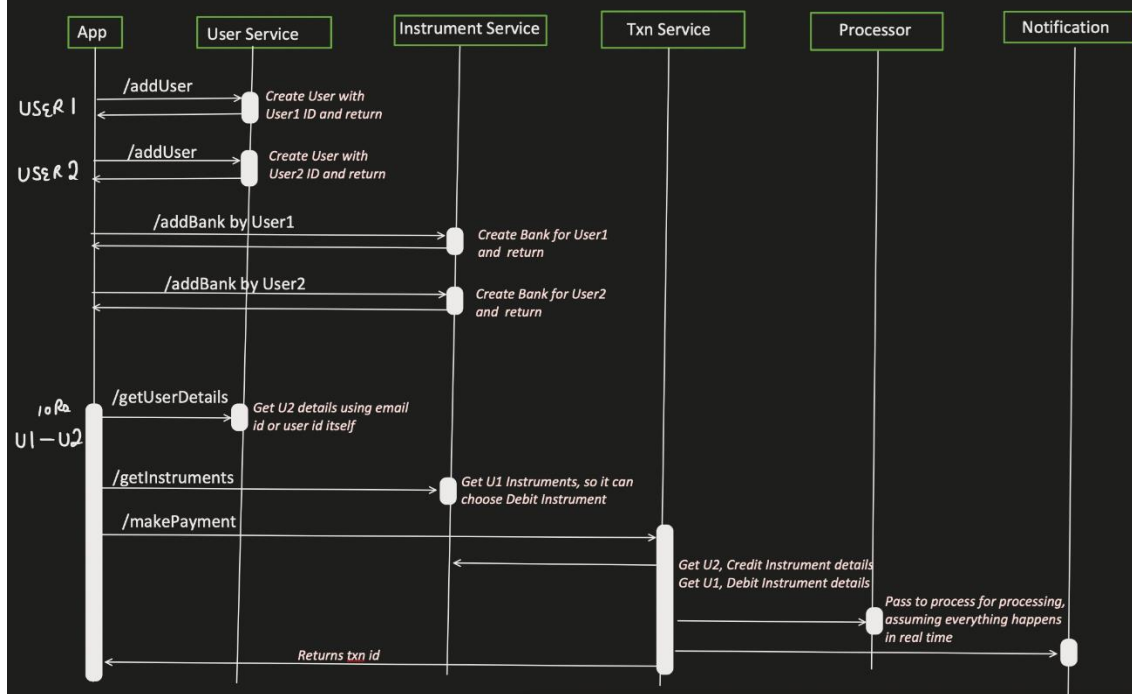 App
User Service
Instrument Service
Txn Service
Processor
Notification
/addUser
USER 1
Create User with
User1 ID and return
/addUser
USER 2
Create User with
User2 ID and return
/addBank by User1
Create Bank for User1
and return
/addBank by User2
Create Bank for User2
and return
/getUserDetails
10Rs
U1-U2
Get U2 details using email
id or user id itself
/getInstruments
Get U1 Instruments, so it can
choose Debit Instrument
/makePayment
Get U2, Credit Instrument details
Get U1, Debit Instrument details
Pass to process for processing,
assuming everything happens
in real time
Returns txn id